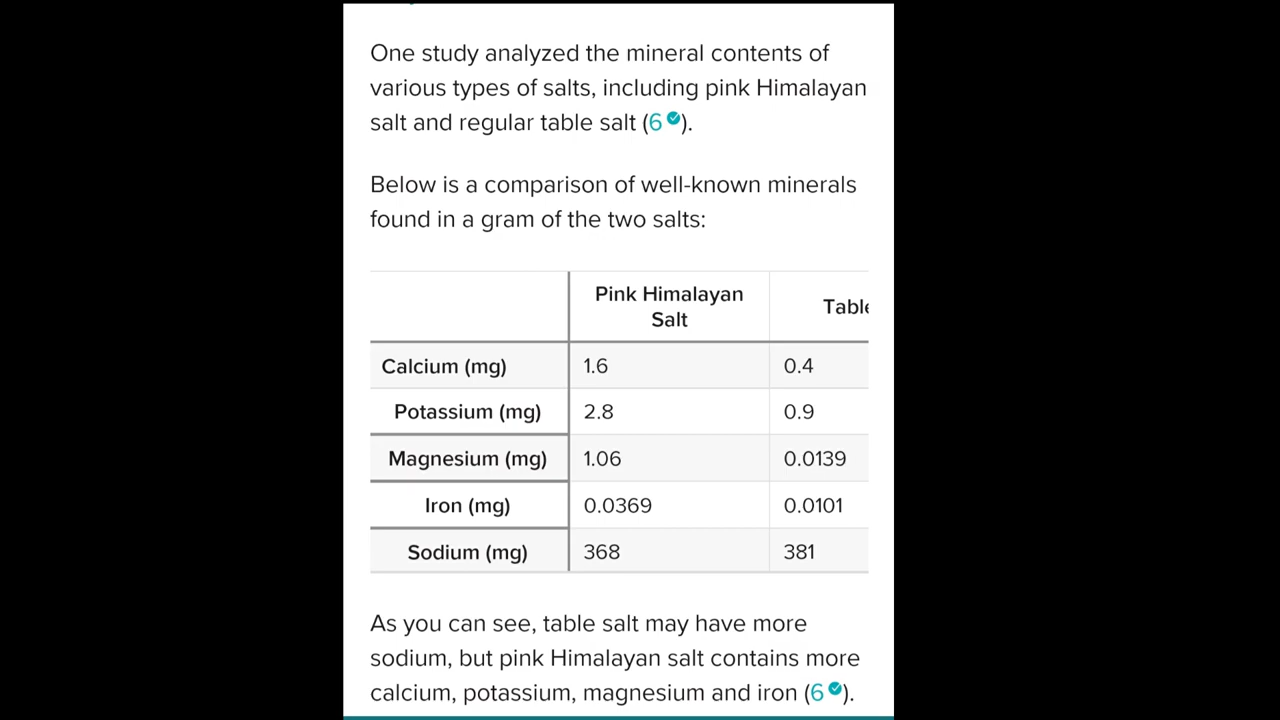 One study analyzed the mineral contents of
various types of salts, including pink Himalayan
salt and regular table salt (6).
Below is a comparison of well-known minerals
found in a gram of the two salts:
Pink Himalayan
Salt
Table
Calcium (mg) 1.6 0.4
Potassium (mg) 2.8 0.9
Magnesium (mg) 1.06 0.0139
Iron (mg) 0.0369 0.0101
Sodium (mg) 368 381
As you can see, table salt may have more
sodium, but pink Himalayan salt contains more
calcium, potassium, magnesium and iron (6).